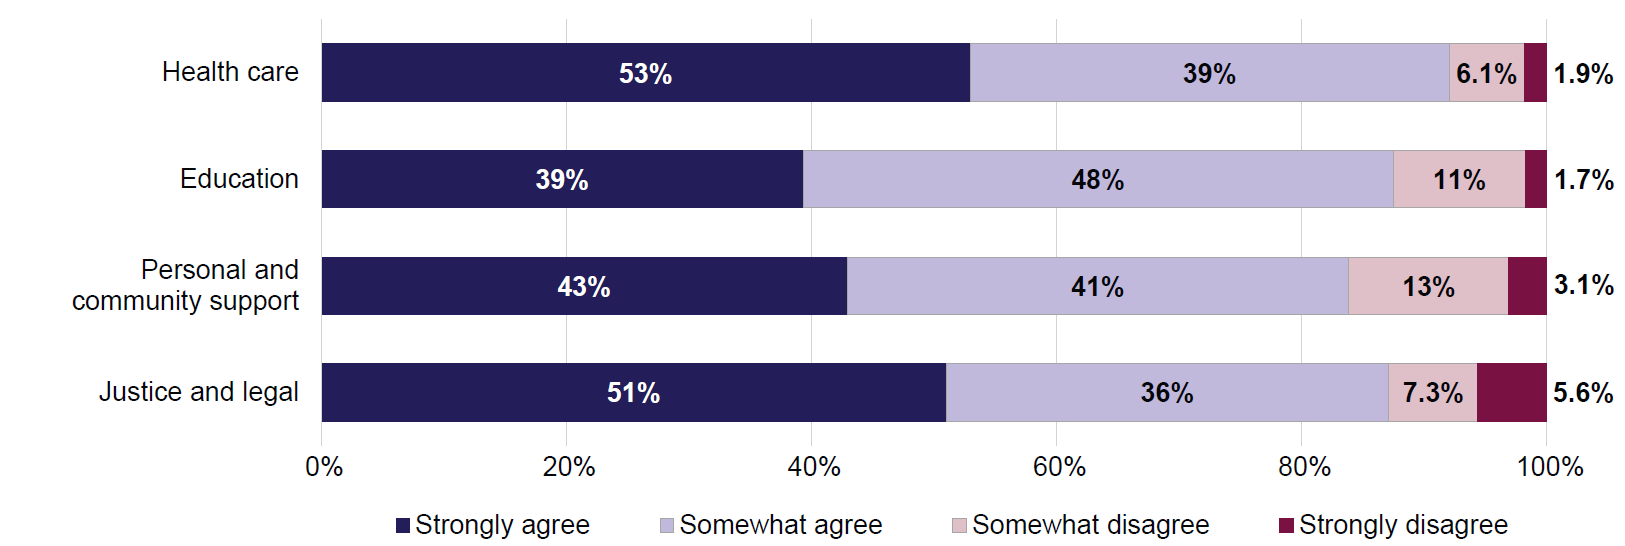 Health care
53%
39%
6.1%
1.9%
Education
39%
48%
11%
1.7%
Personal and
community support
43%
41%
13%
3.1%
Justice and legal
51%
36%
7.3%
5.6%
0%
20%
40%
60%
80%
100%
Strongly agree
Somewhat agree
Somewhat disagree
Strongly disagree